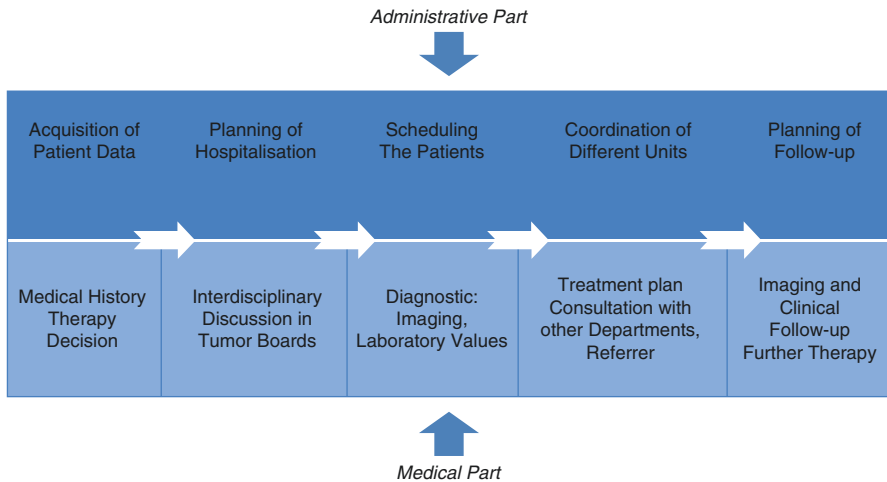 Administrative Part
Acquisition of
Patient Data
Planning of
Hospitalisation
Scheduling
The Patients
Coordination of
Different Units
Planning of
Follow-up
Medical History
Therapy
Decision
Interdisciplinary
Discussion in
Tumor Boards
Diagnostic:
Imaging,
Laboratory Values
Treatment plan
Consultation with
other Departments,
Referrer
Imaging and
Clinical
Follow-up
Further Therapy
Medical Part